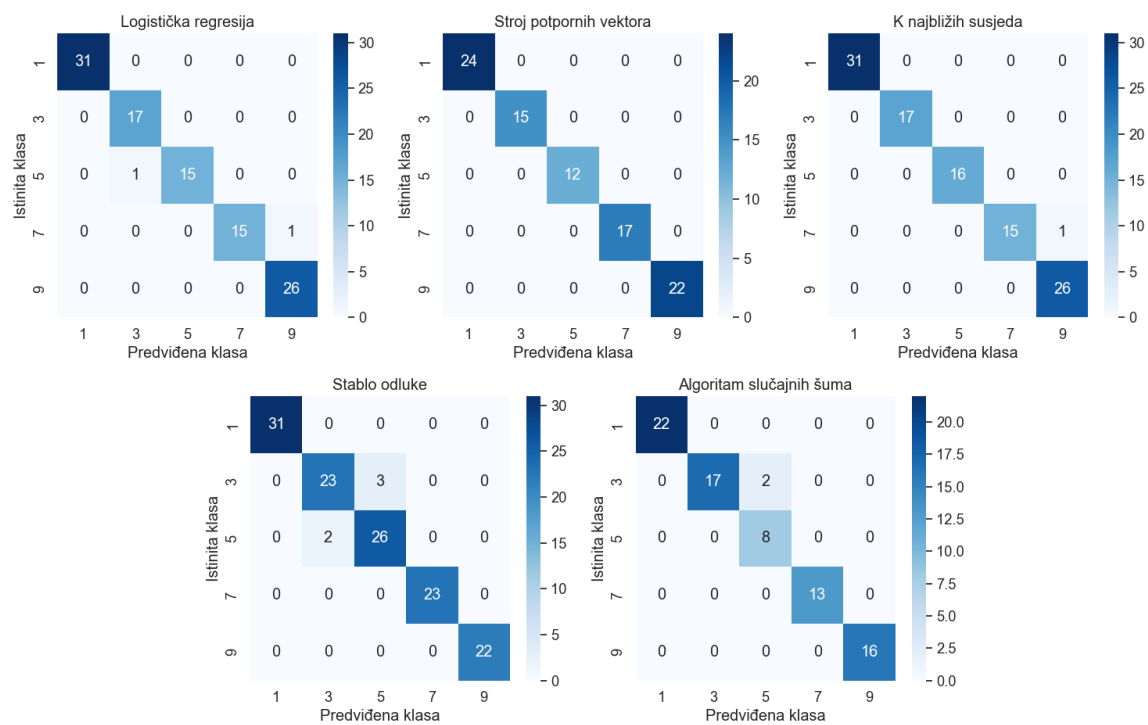 Logistička regresija
Istinita klasa
1 31 0 0 0 0
3 0 17 0 0 0
5 0 1 15 0 0
7 0 0 0 15 1
9 0 0 0 0 26
1 3 5 7 9
Predviđena klasa
30
25
20
15
10
5
0
Stroj potpornih vektora
Istinita klasa
1 24 0 0 0 0
3 0 15 0 0 0
5 0 0 12 0 0
7 0 0 0 17 0
9 0 0 0 0 22
1 3 5 7 9
Predviđena klasa
20
15
10
5
0
K najbližih susjeda
Istinita klasa
1 31 0 0 0 0
3 0 17 0 0 0
5 0 0 16 0 0
7 0 0 0 15 1
9 0 0 0 0 26
1 3 5 7 9
Predviđena klasa
30
25
20
15
10
5
0
Stablo odluke
Istinita klasa
1 31 0 0 0 0
3 0 23 3 0 0
5 0 2 26 0 0
7 0 0 0 23 0
9 0 0 0 0 22
1 3 5 7 9
Predviđena klasa
30
25
20
15
10
5
0
Algoritam slučajnih šuma
Istinita klasa
1 22 0 0 0 0
3 0 17 2 0 0
5 0 0 8 0 0
7 0 0 0 13 0
9 0 0 0 0 16
1 3 5 7 9
Predviđena klasa
20.0
17.5
15.0
12.5
10.0
7.5
5.0
2.5
0.0